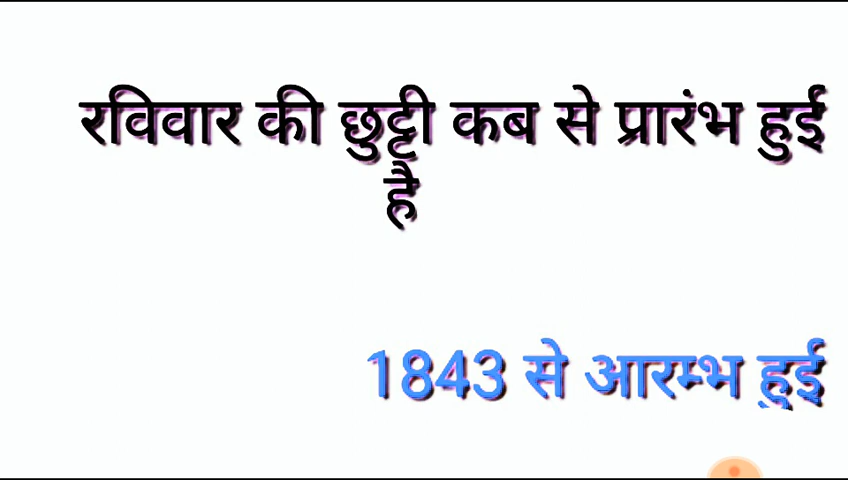 रविवार की छुट्टी कब से प्रारंभ हुई
है
1843 से आरम्भ हुई